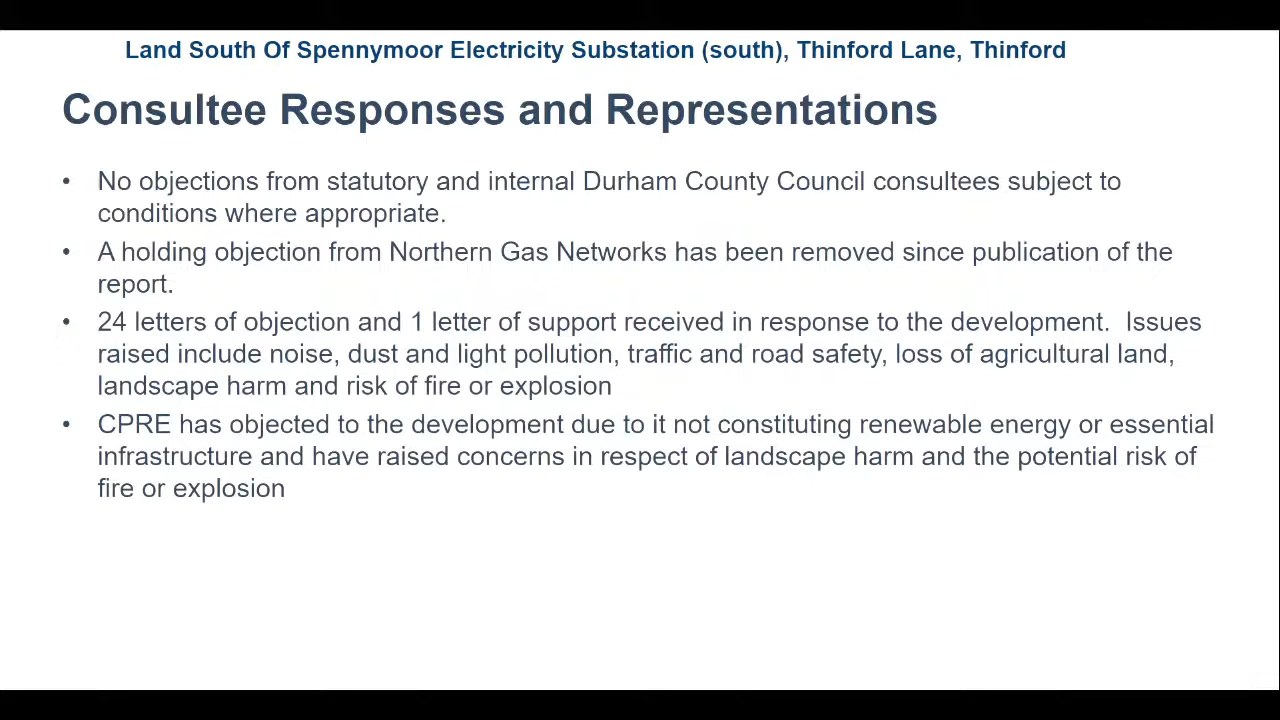 Land South Of Spennymoor Electricity Substation (south), Thinford Lane, Thinford
Consultee Responses and Representations
• No objections from statutory and internal Durham County Council consultees subject to
conditions where appropriate.
• A holding objection from Northern Gas Networks has been removed since publication of the
report.
• 24 letters of objection and 1 letter of support received in response to the development.  Issues
raised include noise, dust and light pollution, traffic and road safety, loss of agricultural land,
landscape harm and risk of fire or explosion
• CPRE has objected to the development due to it not constituting renewable energy or essential
infrastructure and have raised concerns in respect of landscape harm and the potential risk of
fire or explosion